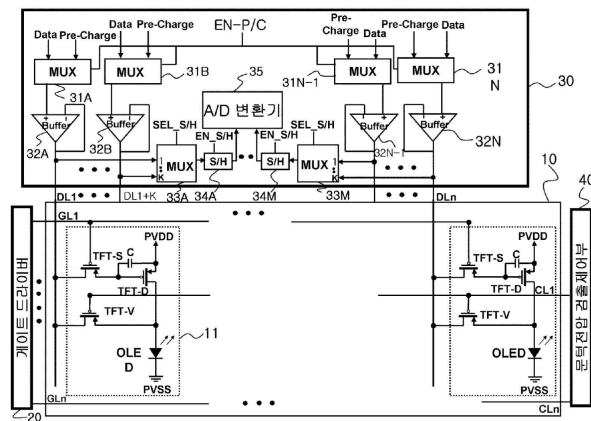 Data Pre-Charge
Data Pre-Charge
EN-P/C
Pre-
Charge
Data
Pre-Charge
Data
MUX
31A
MUX
31B
35
A/D 변환기
31N-1
MUX
MUX
31
N
30
Buffer
32A
Buffer
32B
Buffer
32N-1
Buffer
32N
SEL_S/H
EN_S/H
SEL_S/H
EN_S/H
1
K
MUX
33A
S/H
34A
S/H
34M
MUX
33M
1
K
DL1
DL1+K
DLn
10
40
GL1
PVDD
TFT-S
C
TFT-D
TFT-V
11
OLE
D
PVSS
PVDD
TFT-S
C
TFT-D
CL1
TFT-V
OLED
PVSS
게이트드라이버
20
문턱전압 검출제어부
GLn
CLn